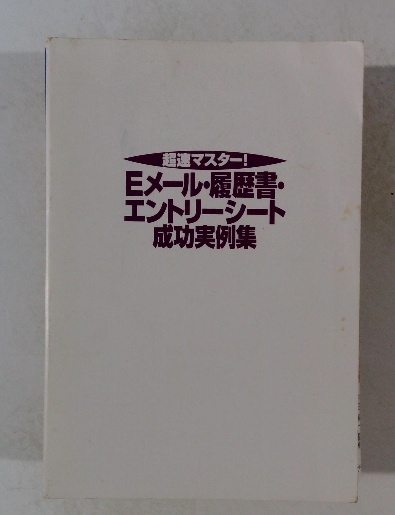 超速マスター!
Eメール・履歴書・
エントリーシート
成功実例集